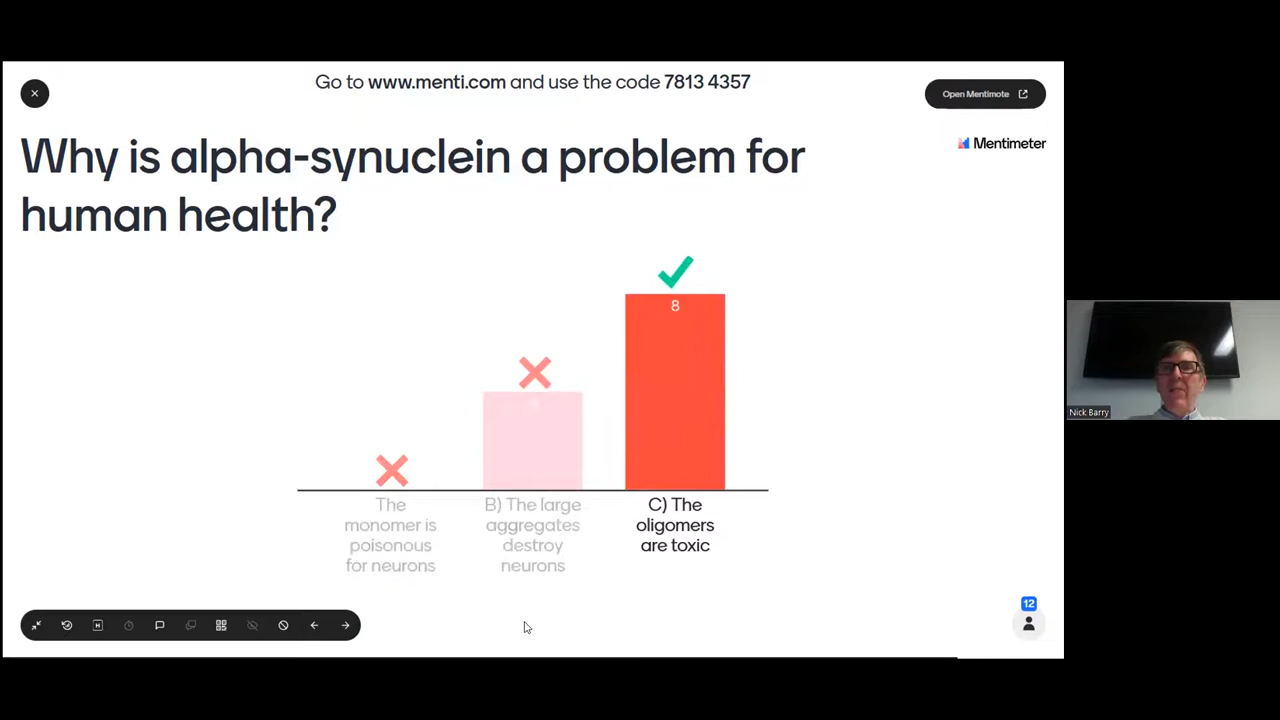 Go to www.menti.com and use the code 7813 4357
Open Mentimote
Mentimeter
Why is alpha-synuclein a problem for
human health?
8
The
monomer is
poisonous
for neurons
B) The large
aggregates
destroy
neurons
C) The
oligomers
are toxic
Nick Barry
H
12